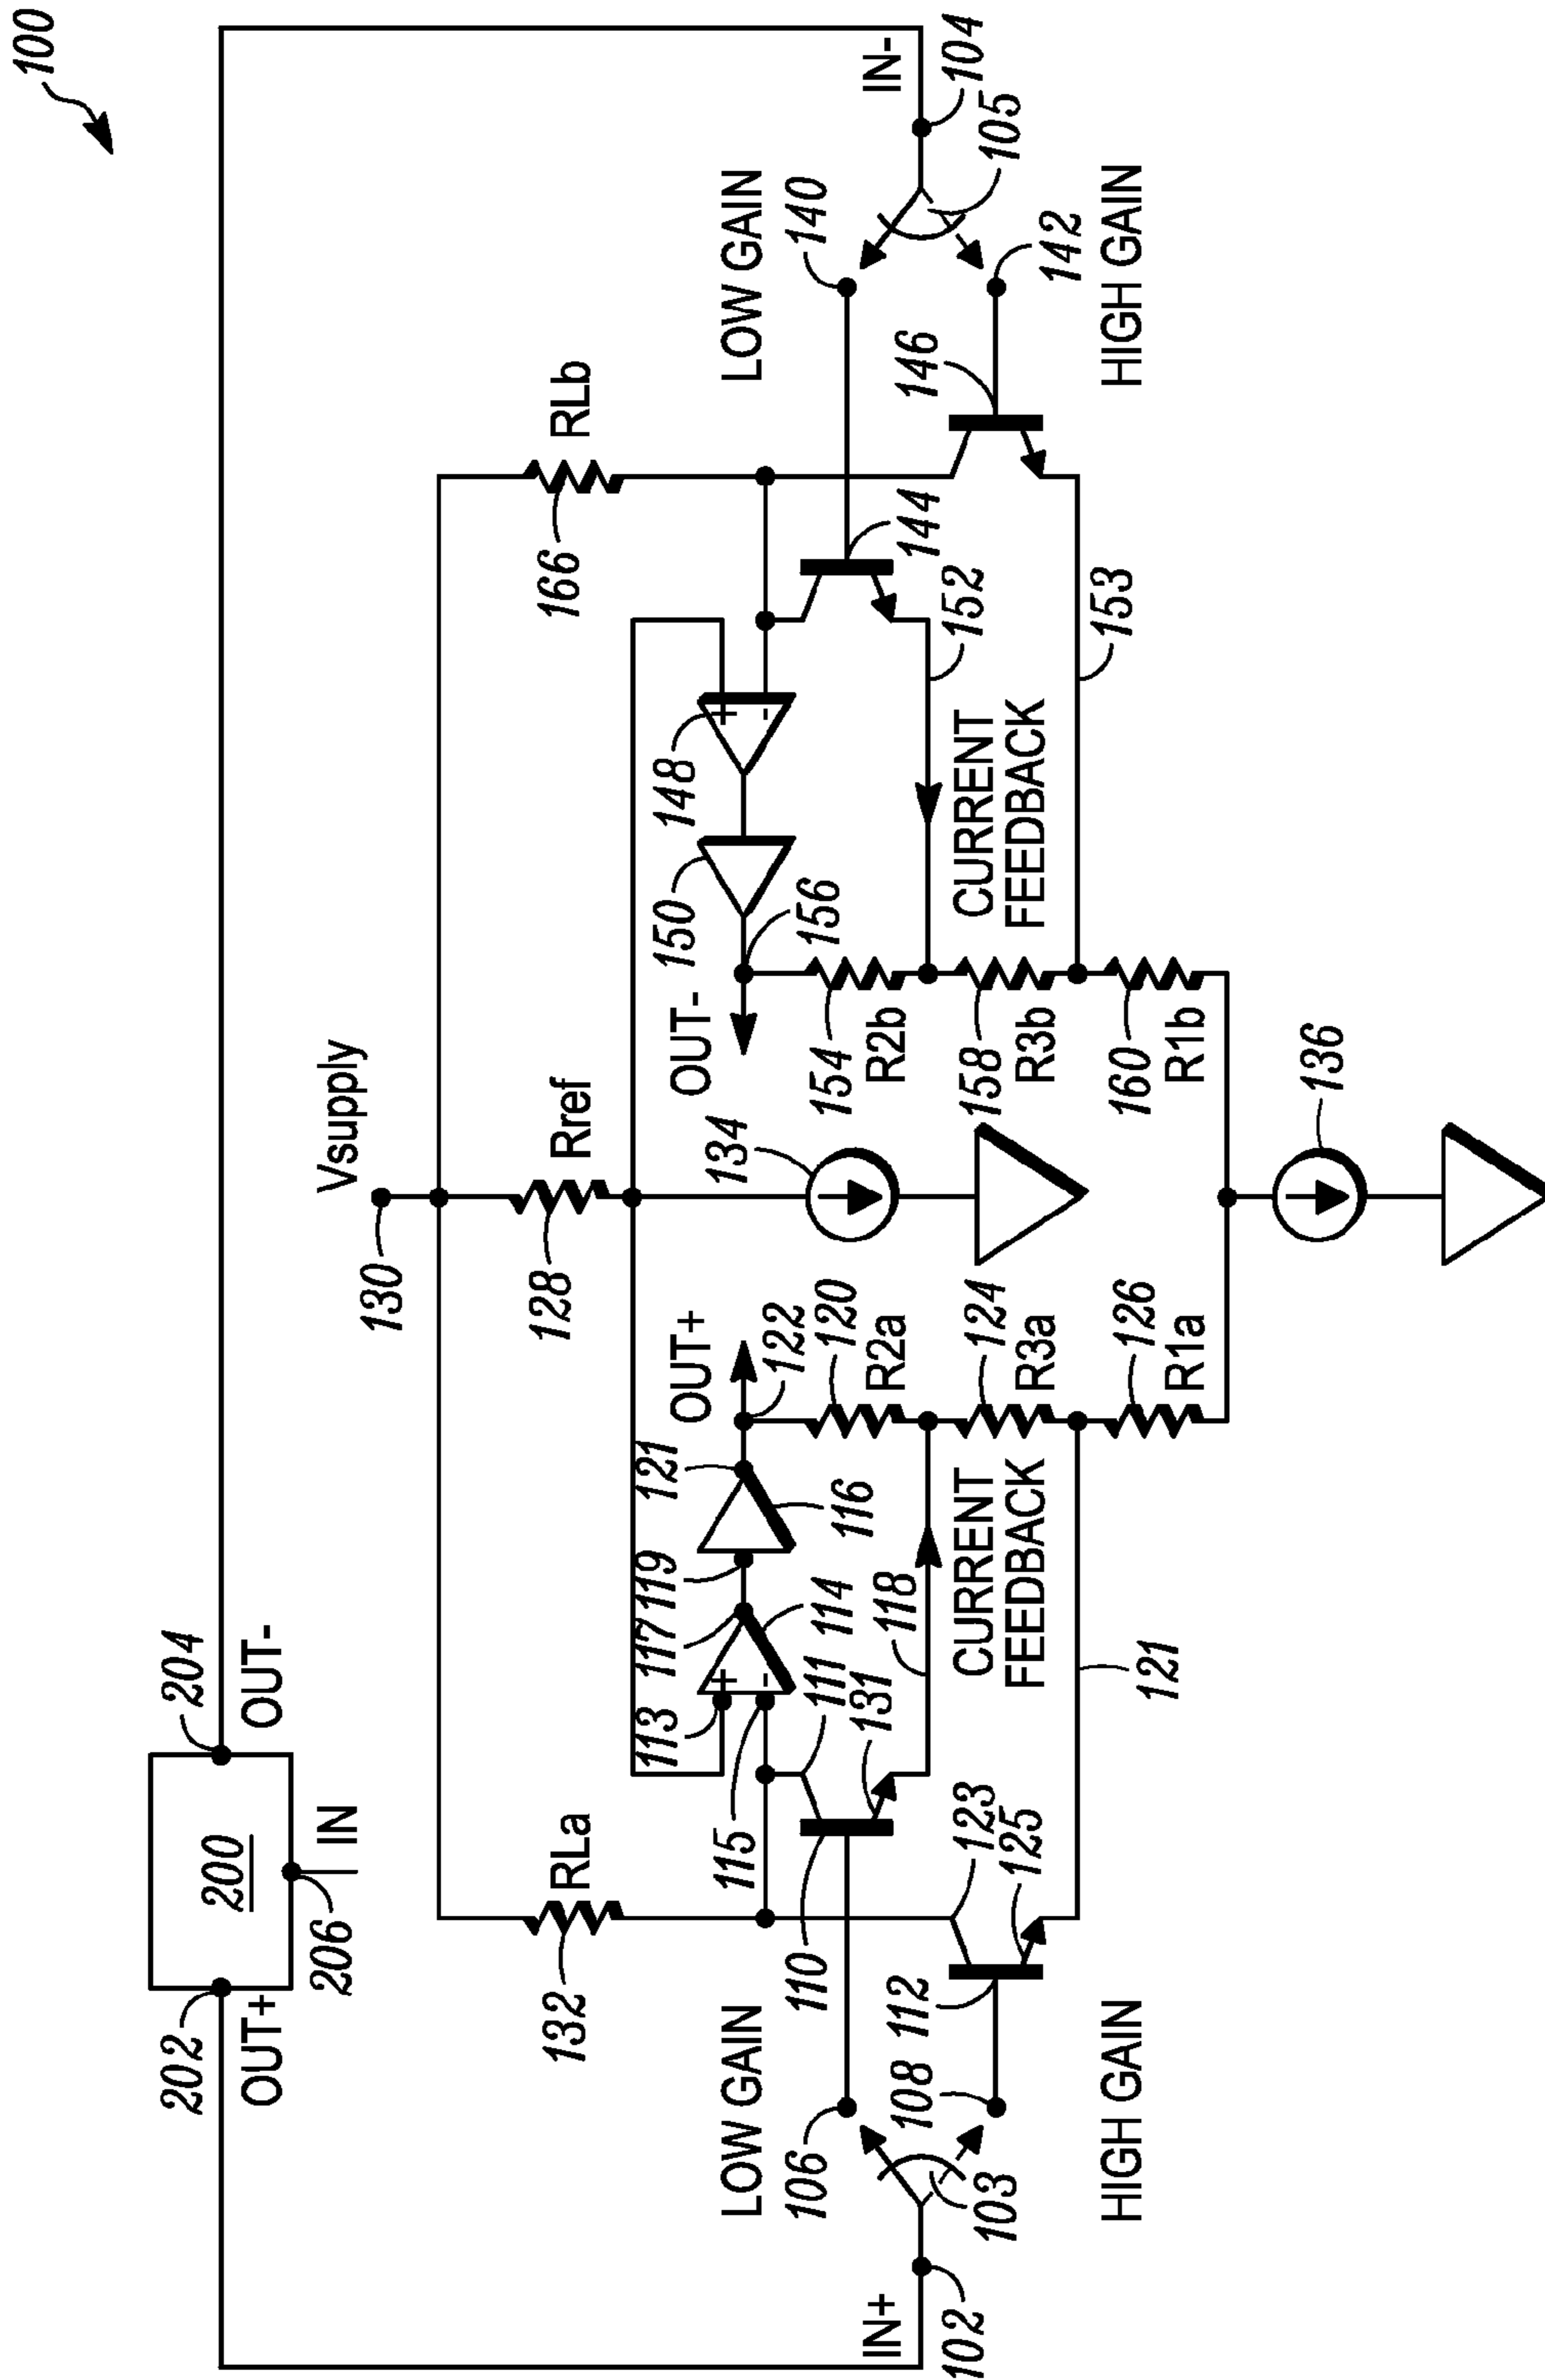 100
202
OUT+
200
204
OUT-
206
IN
Vsupply
130
RLa
132
Rref
128
RLb
166
IN+
102
103
LOW GAIN
106
108
HIGH GAIN
110
112
115
113
117
119
121
111
114
116
131
118
123
125
CURRENT
FEEDBACK
121
OUT+
122
120
R2a
124
R3a
126
R1a
134
136
OUT-
156
154
R2b
158
R3b
160
R1b
150
148
CURRENT
FEEDBACK
152
153
144
146
LOW GAIN
140
142
HIGH GAIN
IN-
104
105